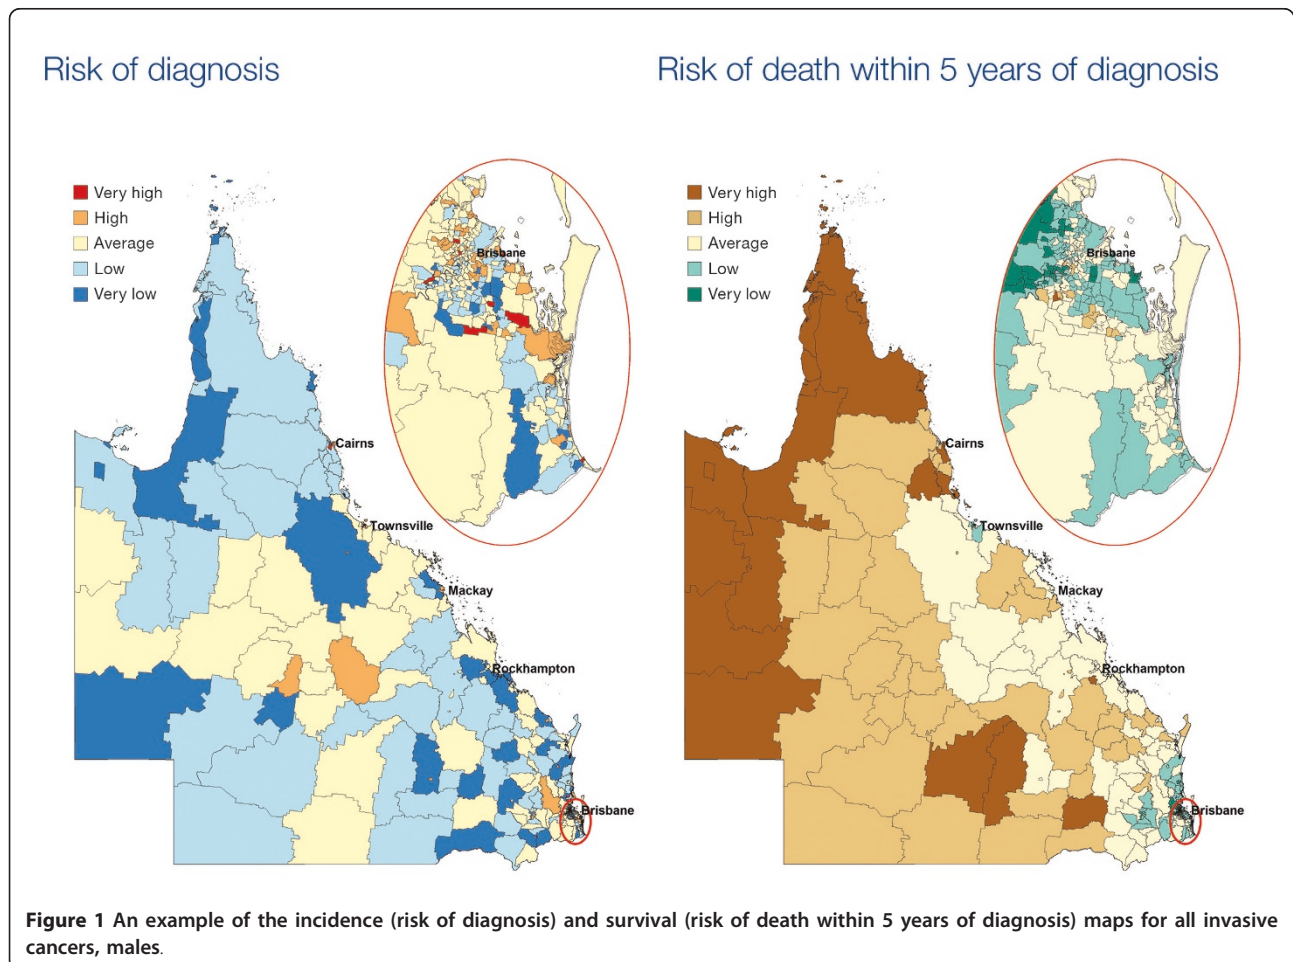 Risk of diagnosis
Risk of death within 5 years of diagnosis
Very high
High
Average
Low
Very low
Brisbane
Cairns
Townsville
Mackay
Rockhampton
Brisbane
Very high
High
Average
Low
Very low
Brisbane
Cairns
Townsville
Mackay
Rockhampton
Brisbane
Figure 1 An example of the incidence (risk of diagnosis) and survival (risk of death within 5 years of diagnosis) maps for all invasive
cancers, males.